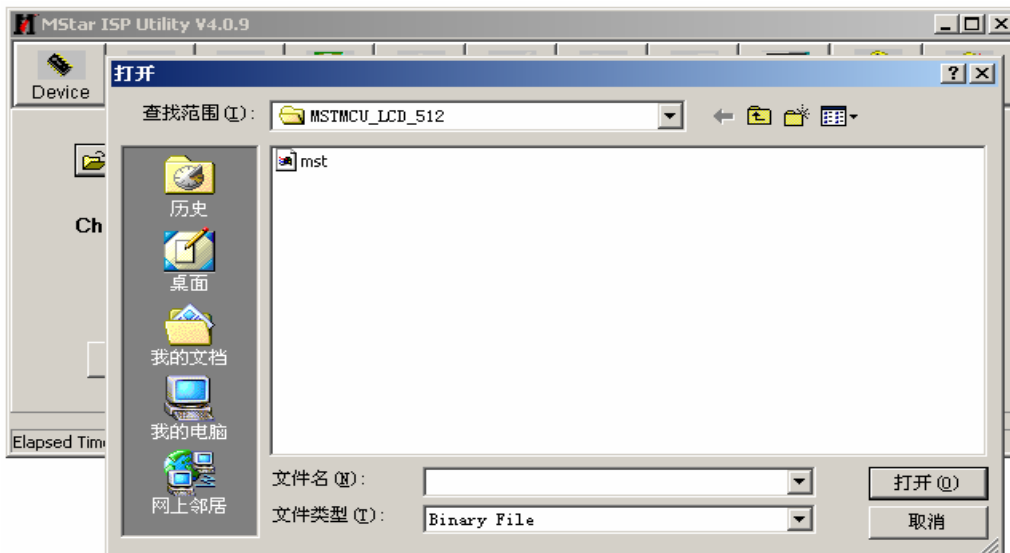 MStar ISP Utility V4.0.9
Device
打开
查找范围(I):
MSTMCU_LCD_512
mst
历史
Ch
桌面
我的文档
我的电脑
Elapsed Tim
网上邻居
文件名(N):
打开(O)
文件类型(T):
Binary File
取消